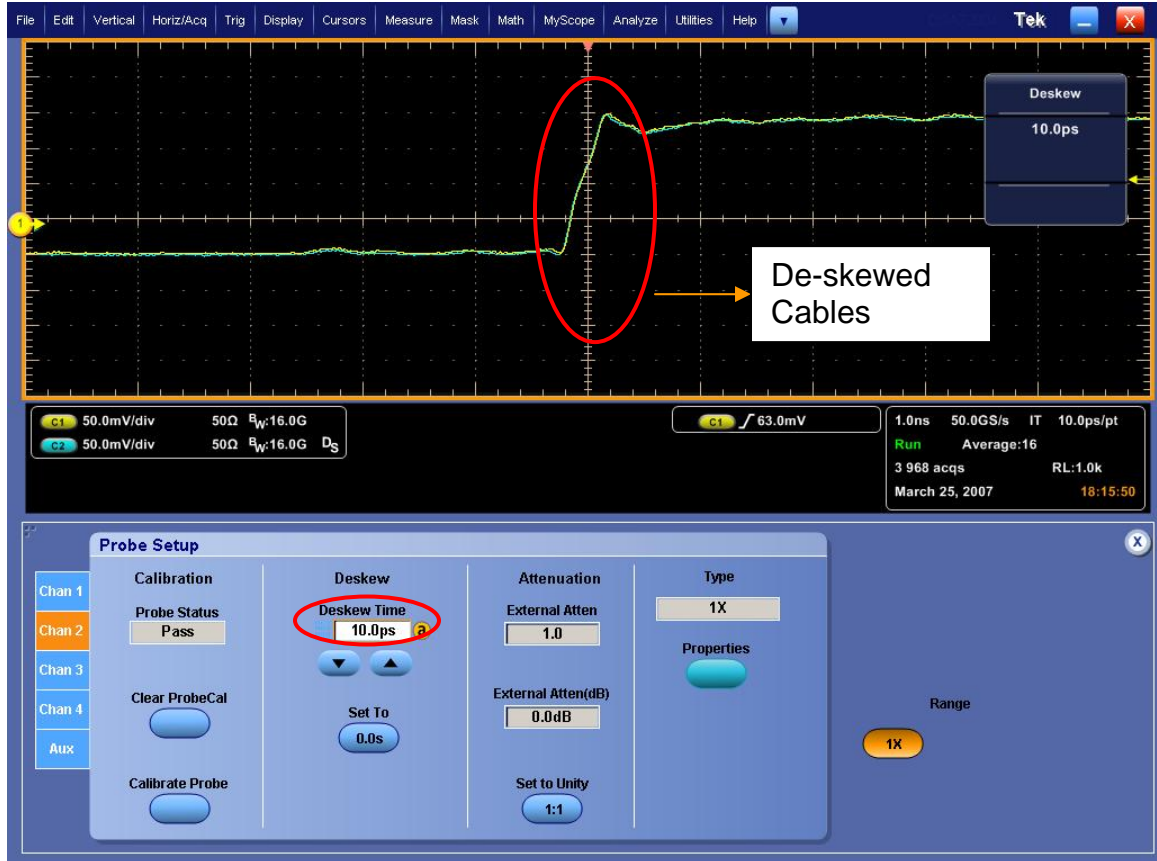 File Edit Vertical Horiz/Acq Trig Display Cursors Measure Mask Math MyScope Analyze Utilities Help Tek X
Deskew
10.0ps
1
De-skewed
Cables
C1 50.0mV/div 50Ω BW:16.0G
C2 50.0mV/div 50Ω BW:16.0G DS
C1 63.0mV
1.0ns 50.0GS/s IT 10.0ps/pt
Run Average:16
3 968 acqs RL:1.0k
March 25, 2007 18:15:50
Probe Setup
X
Chan 1
Chan 2
Chan 3
Chan 4
Aux
Calibration
Probe Status
Pass
Clear ProbeCal
Calibrate Probe
Deskew
Deskew Time
10.0ps a
Set To
0.0s
Attenuation
External Atten
1.0
External Atten(dB)
0.0dB
Set to Unity
1:1
Type
1X
Properties
Range
1X